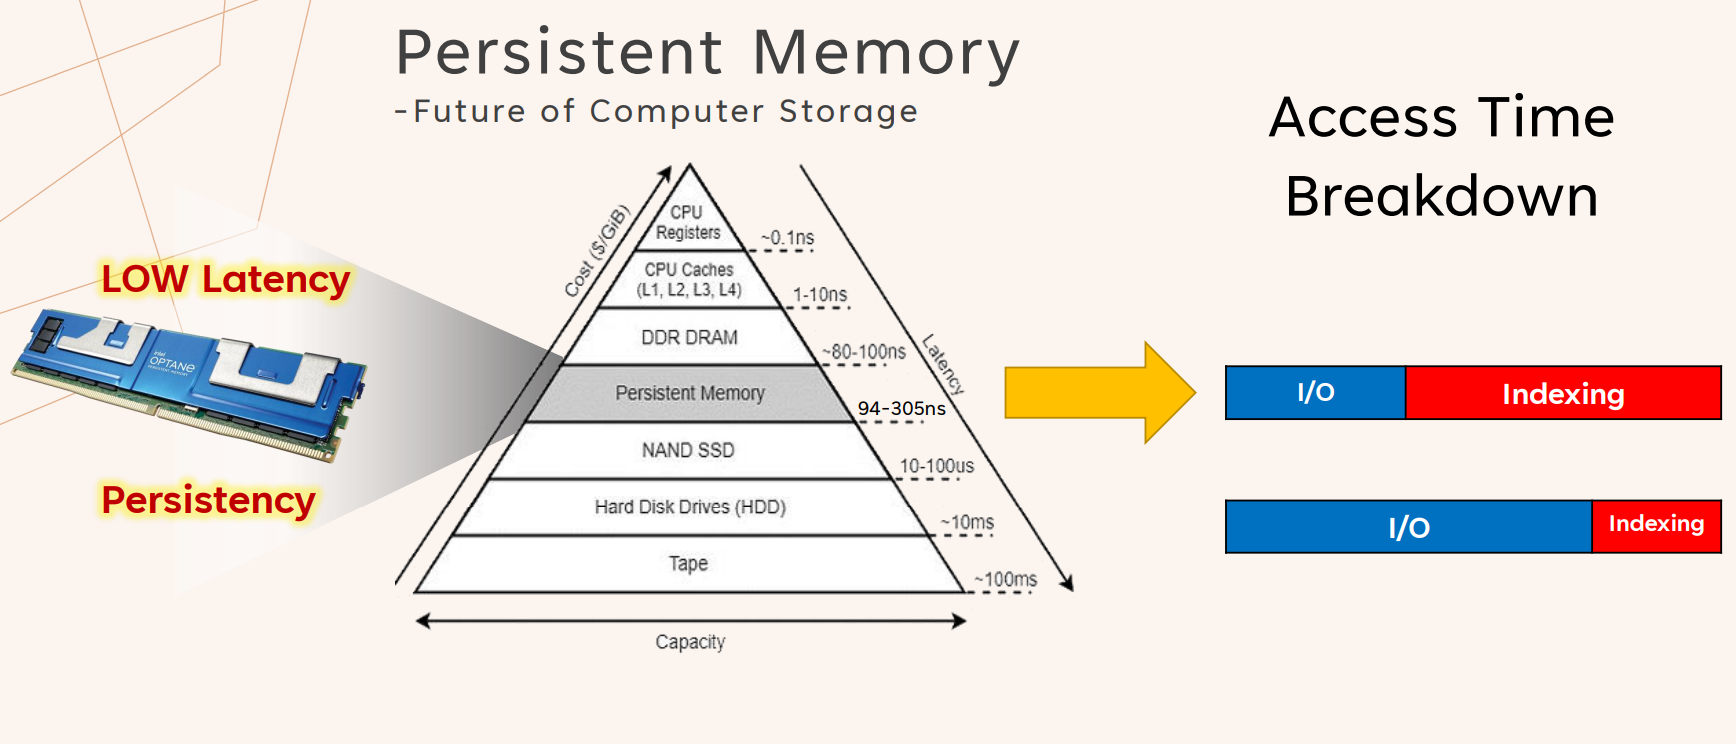 Persistent Memory
-Future of Computer Storage
Access Time
Breakdown
LOW Latency
intel
OPTANE
PERSISTENT MEMORY
Persistency
Cost ($/GiB)
CPU
Registers
~0.1ns
CPU Caches
(L1, L2, L3, L4)
1-10ns
DDR DRAM
~80-100ns
Latency
Persistent Memory
94-305ns
NAND SSD
10-100us
Hard Disk Drives (HDD)
~10ms
Tape
~100ms
Capacity
I/O Indexing
I/O Indexing